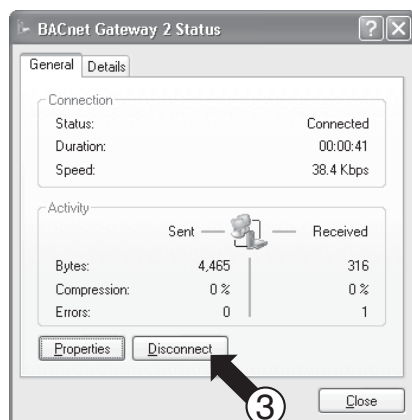 BACnet Gateway 2 Status
General Details
Connection
Status: Connected
Duration: 00:00:41
Speed: 38.4 Kbps
Activity
Sent Received
Bytes: 4,465 316
Compression: 0 % 0 %
Errors: 0 1
Properties Disconnect
3
Close